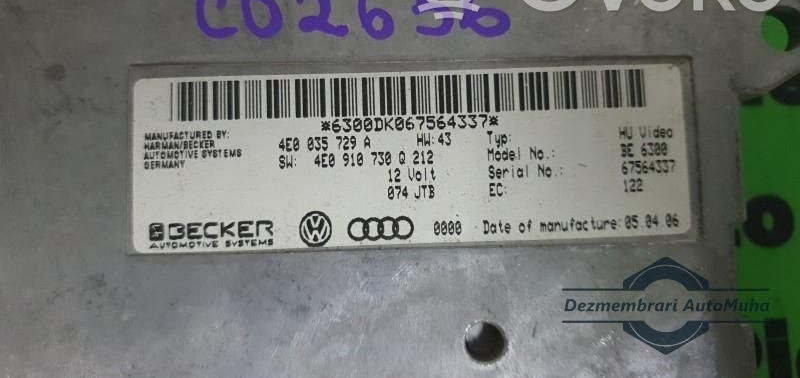 CD2656
*6300DK067564337*
MANUFACTURED BY:
HARMAN/BECKER
AUTOMOTIVE SYSTEMS
GERMANY
4E0 035 729 A HW: 43
SW: 4E0 910 730 Q 212
12 Volt
074 JTB
Typ: HU Video
Model No.: BE 6300
Serial No.: 67564337
EC: 122
BECKER
AUTOMOTIVE SYSTEMS
0000 Date of manufacture: 05.04.06
Dezmembrari AutoMuha